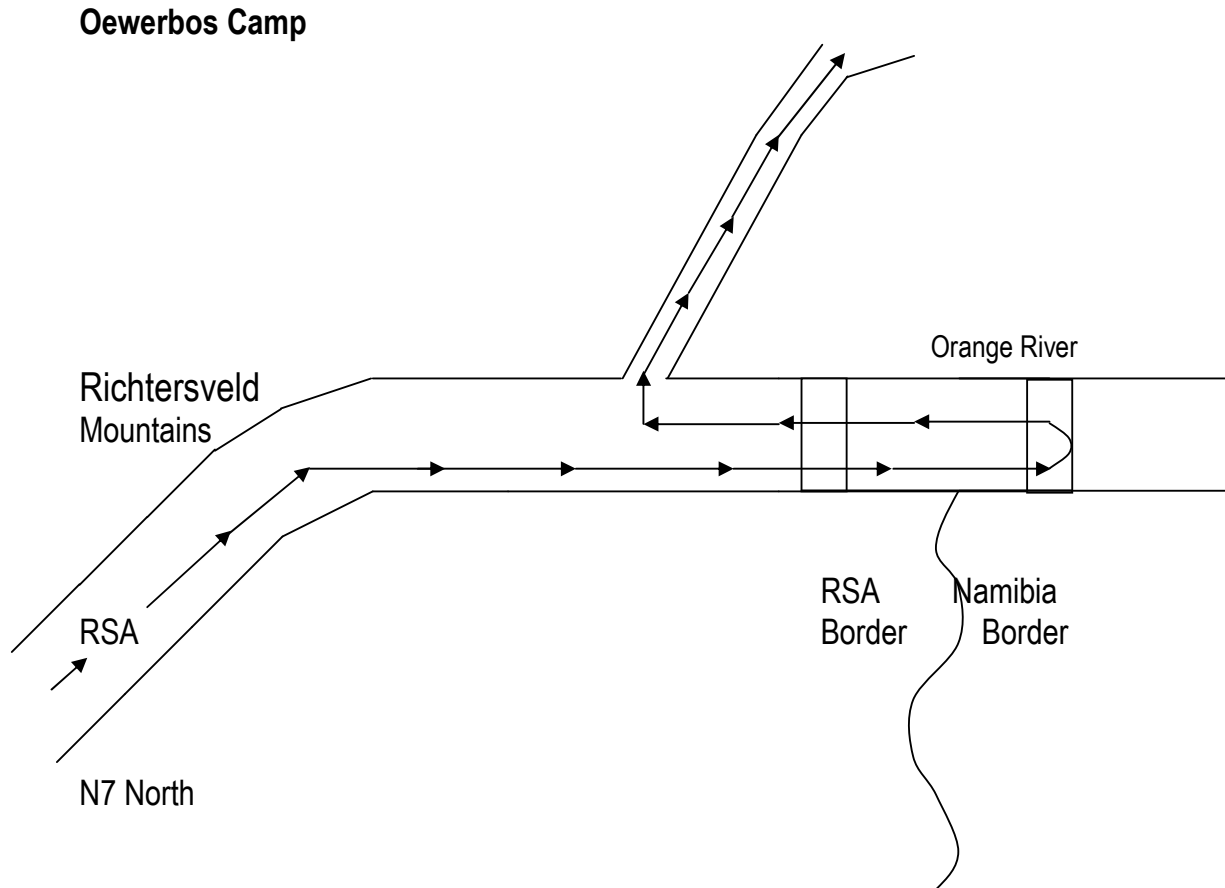 Oewerbos Camp
Orange River
Richtersveld
Mountains
RSA Namibia
Border Border
RSA
N7 North